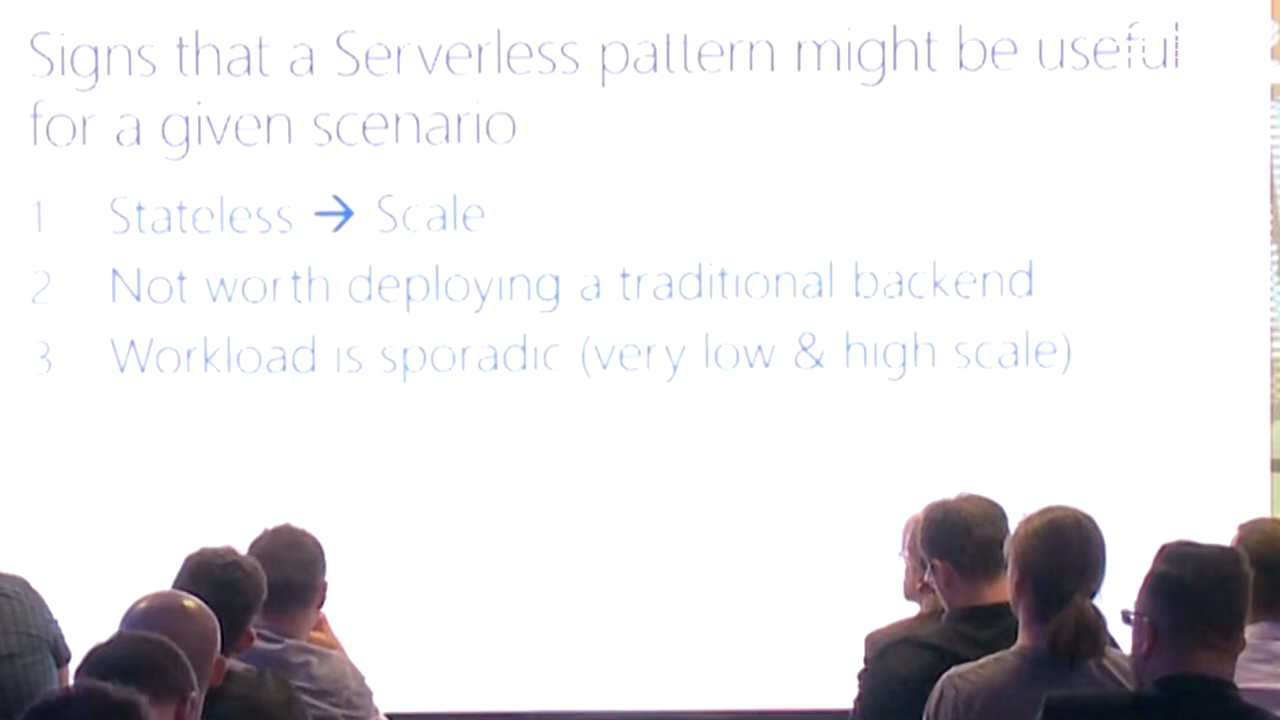 Signs that a Serverless pattern might be useful
for a given scenario
1. Stateless → Scale
2 Not worth deploying a traditional backend
3 Workload is sporadic (very low & high scale)